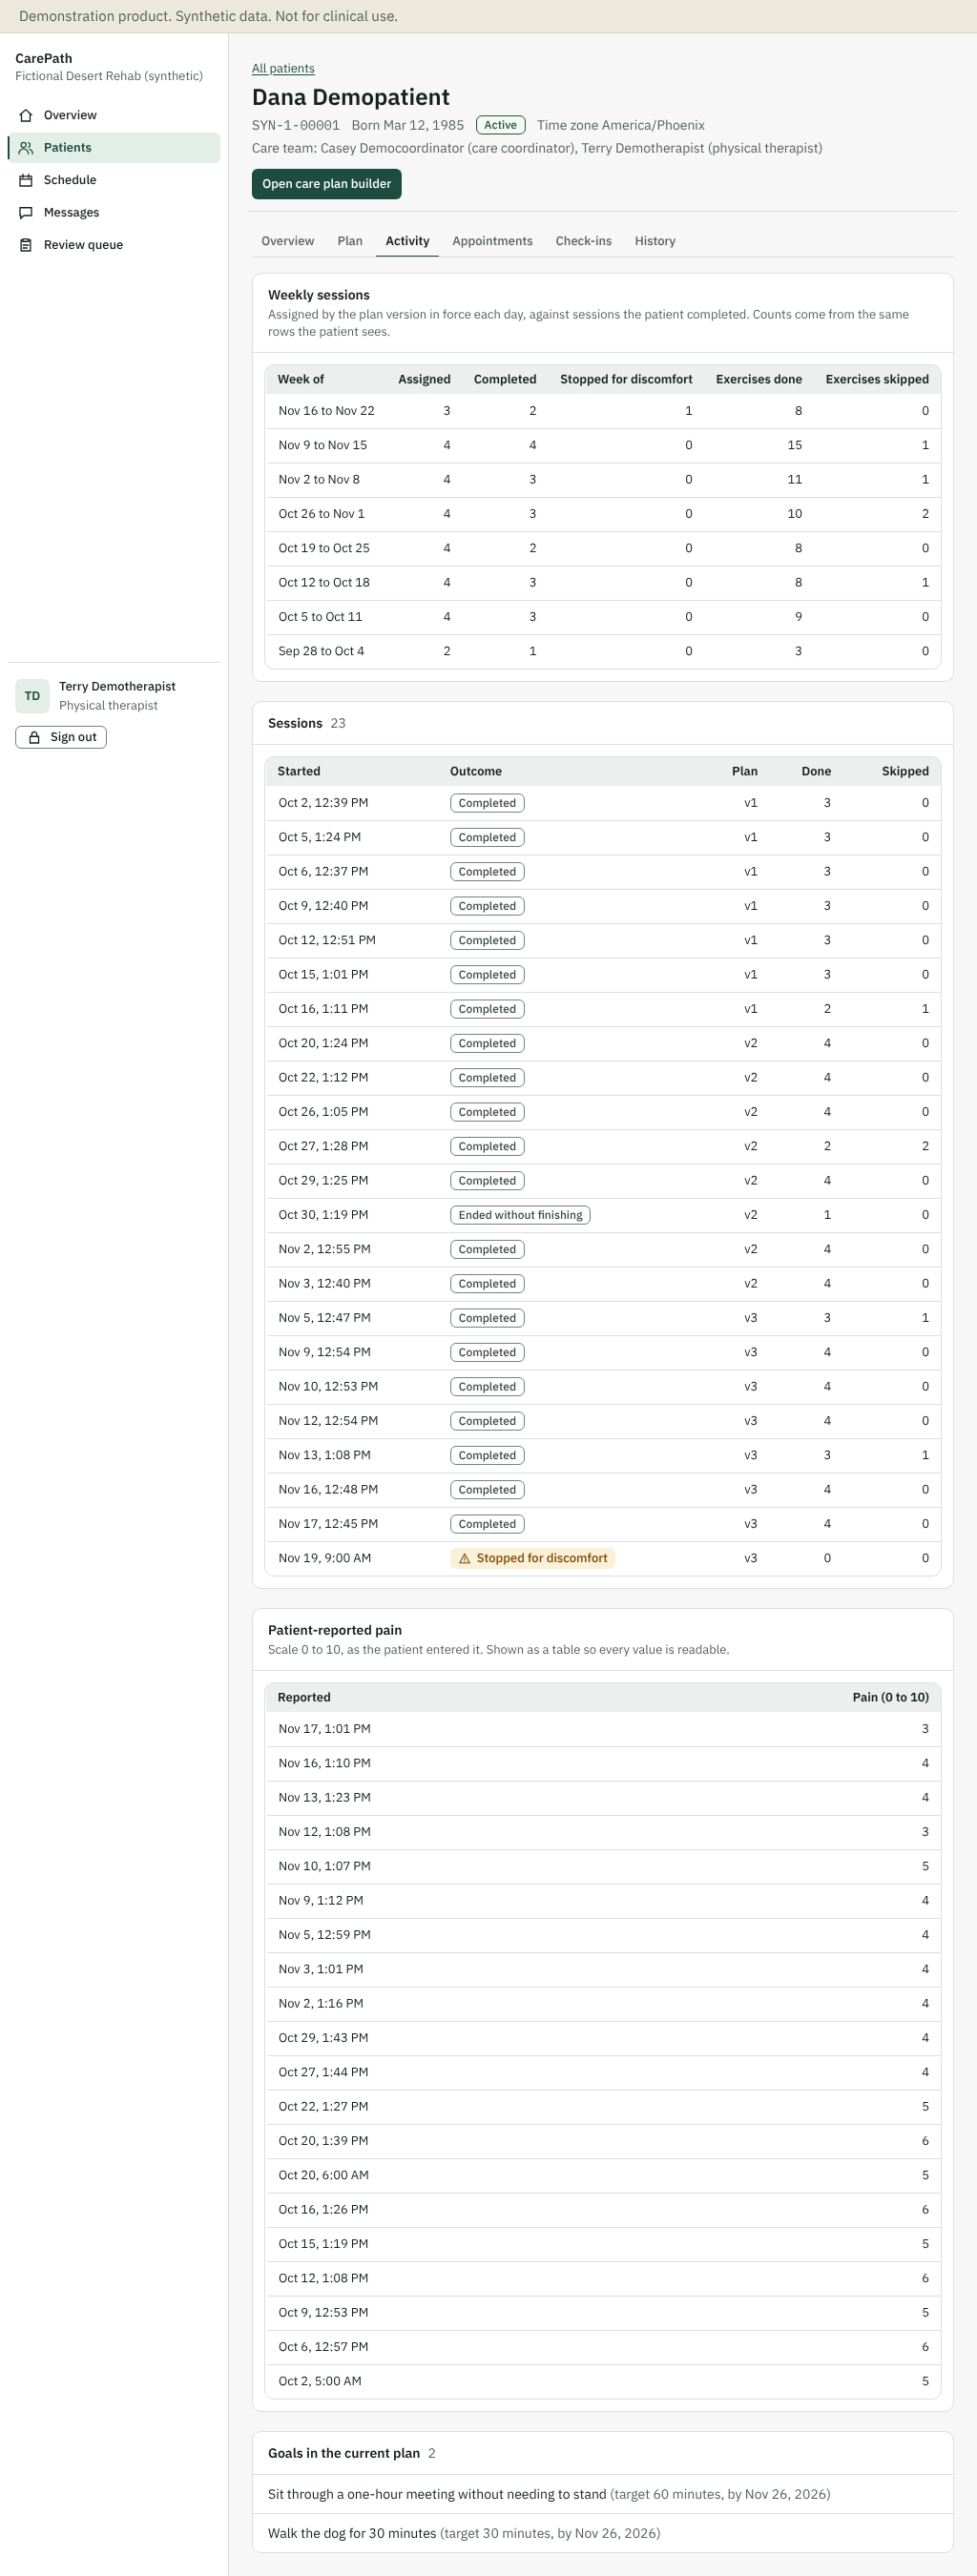 Demonstration product. Synthetic data. Not for clinical use.
CarePath
Fictional Desert Rehab (synthetic)
Overview
Patients
Schedule
Messages
Review queue
TD
Terry Demotherapist
Physical therapist
Sign out
All patients
Dana Demopatient
SYN-1-00001 Born Mar 12, 1985 Active Time zone America/Phoenix
Care team: Casey Democoordinator (care coordinator), Terry Demotherapist (physical therapist)
Open care plan builder
Overview Plan Activity Appointments Check-ins History
Weekly sessions
Assigned by the plan version in force each day, against sessions the patient completed. Counts come from the same
rows the patient sees.
Week of Assigned Completed Stopped for discomfort Exercises done Exercises skipped
Nov 16 to Nov 22 3 2 1 8 0
Nov 9 to Nov 15 4 4 0 15 1
Nov 2 to Nov 8 4 3 0 11 1
Oct 26 to Nov 1 4 3 0 10 2
Oct 19 to Oct 25 4 2 0 8 0
Oct 12 to Oct 18 4 3 0 8 1
Oct 5 to Oct 11 4 3 0 9 0
Sep 28 to Oct 4 2 1 0 3 0
Sessions 23
Started Outcome Plan Done Skipped
Oct 2, 12:39 PM Completed v1 3 0
Oct 5, 1:24 PM Completed v1 3 0
Oct 6, 12:37 PM Completed v1 3 0
Oct 9, 12:40 PM Completed v1 3 0
Oct 12, 12:51 PM Completed v1 3 0
Oct 15, 1:01 PM Completed v1 3 0
Oct 16, 1:11 PM Completed v1 2 1
Oct 20, 1:24 PM Completed v2 4 0
Oct 22, 1:12 PM Completed v2 4 0
Oct 26, 1:05 PM Completed v2 4 0
Oct 27, 1:28 PM Completed v2 2 2
Oct 29, 1:25 PM Completed v2 4 0
Oct 30, 1:19 PM Ended without finishing v2 1 0
Nov 2, 12:55 PM Completed v2 4 0
Nov 3, 12:40 PM Completed v2 4 0
Nov 5, 12:47 PM Completed v3 3 1
Nov 9, 12:54 PM Completed v3 4 0
Nov 10, 12:53 PM Completed v3 4 0
Nov 12, 12:54 PM Completed v3 4 0
Nov 13, 1:08 PM Completed v3 3 1
Nov 16, 12:48 PM Completed v3 4 0
Nov 17, 12:45 PM Completed v3 4 0
Nov 19, 9:00 AM Stopped for discomfort v3 0 0
Patient-reported pain
Scale 0 to 10, as the patient entered it. Shown as a table so every value is readable.
Reported Pain (0 to 10)
Nov 17, 1:01 PM 3
Nov 16, 1:10 PM 4
Nov 13, 1:23 PM 4
Nov 12, 1:08 PM 3
Nov 10, 1:07 PM 5
Nov 9, 1:12 PM 4
Nov 5, 12:59 PM 4
Nov 3, 1:01 PM 4
Nov 2, 1:16 PM 4
Oct 29, 1:43 PM 4
Oct 27, 1:44 PM 4
Oct 22, 1:27 PM 5
Oct 20, 1:39 PM 6
Oct 20, 6:00 AM 5
Oct 16, 1:26 PM 6
Oct 15, 1:19 PM 5
Oct 12, 1:08 PM 6
Oct 9, 12:53 PM 5
Oct 6, 12:57 PM 6
Oct 2, 5:00 AM 5
Goals in the current plan 2
Sit through a one-hour meeting without needing to stand (target 60 minutes, by Nov 26, 2026)
Walk the dog for 30 minutes (target 30 minutes, by Nov 26, 2026)